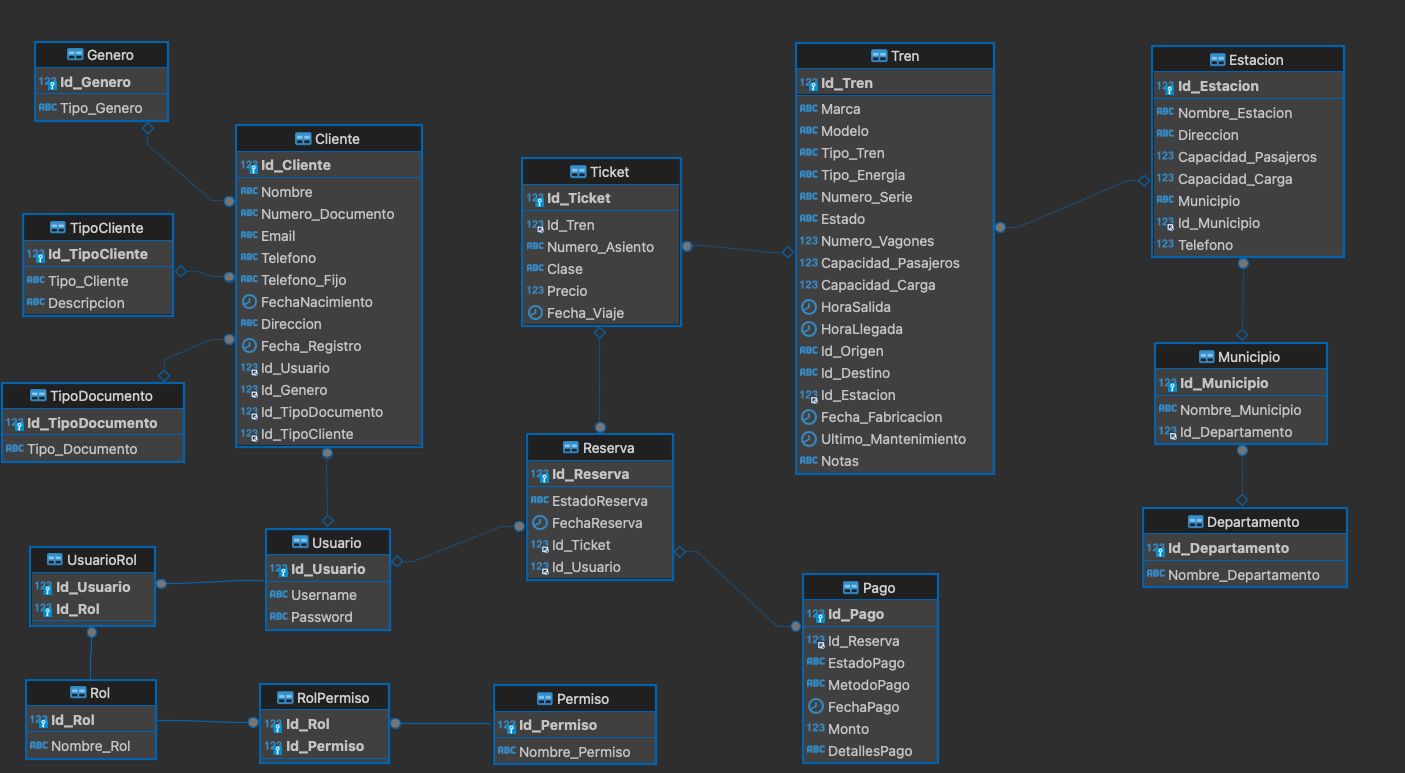 Genero
123 Id_Genero
ABC Tipo_Genero
Cliente
123 Id_Cliente
ABC Nombre
ABC Numero_Documento
ABC Email
ABC Telefono
ABC Telefono_Fijo
FechaNacimiento
ABC Direccion
Fecha_Registro
123 Id_Usuario
123 Id_Genero
123 Id_TipoDocumento
123 Id_TipoCliente
TipoCliente
123 Id_TipoCliente
ABC Tipo_Cliente
ABC Descripcion
TipoDocumento
123 Id_TipoDocumento
ABC Tipo_Documento
Ticket
123 Id_Ticket
123 Id_Tren
ABC Numero_Asiento
ABC Clase
123 Precio
Fecha_Viaje
Tren
123 Id_Tren
ABC Marca
ABC Modelo
ABC Tipo_Tren
ABC Tipo_Energia
ABC Numero_Serie
ABC Estado
123 Numero_Vagones
123 Capacidad_Pasajeros
123 Capacidad_Carga
HoraSalida
HoraLlegada
ABC Id_Origen
ABC Id_Destino
123 Id_Estacion
Fecha_Fabricacion
Ultimo_Mantenimiento
ABC Notas
Estacion
123 Id_Estacion
ABC Nombre_Estacion
ABC Direccion
123 Capacidad_Pasajeros
123 Capacidad_Carga
ABC Municipio
123 Id_Municipio
123 Telefono
Municipio
123 Id_Municipio
ABC Nombre_Municipio
123 Id_Departamento
Departamento
123 Id_Departamento
ABC Nombre_Departamento
Reserva
123 Id_Reserva
ABC EstadoReserva
FechaReserva
123 Id_Ticket
123 Id_Usuario
Usuario
123 Id_Usuario
ABC Username
ABC Password
UsuarioRol
123 Id_Usuario
123 Id_Rol
Pago
123 Id_Pago
123 Id_Reserva
ABC EstadoPago
ABC MetodoPago
FechaPago
123 Monto
ABC DetallesPago
Rol
123 Id_Rol
ABC Nombre_Rol
RolPermiso
123 Id_Rol
123 Id_Permiso
Permiso
123 Id_Permiso
ABC Nombre_Permiso